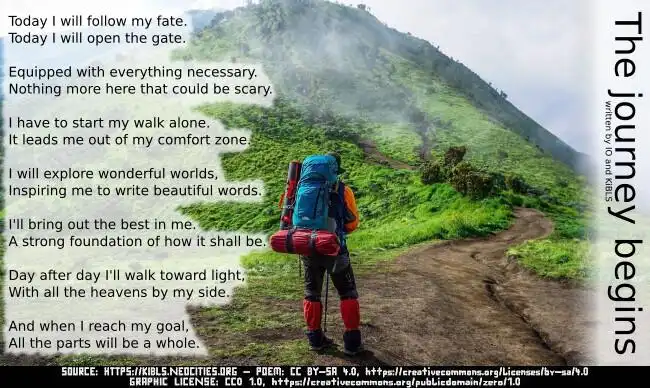 The journey begins
written by IO and KIBLS
Today I will follow my fate.
Today I will open the gate.
Equipped with everything necessary.
Nothing more here that could be scary.
I have to start my walk alone.
It leads me out of my comfort zone.
I will explore wonderful worlds,
Inspiring me to write beautiful words.
I'll bring out the best in me.
A strong foundation of how it shall be.
Day after day I'll walk toward light,
With all the heavens by my side.
And when I reach my goal,
All the parts will be a whole.
SOURCE: HTTPS://KIBLS.NEOCITIES.ORG — POEM: CC BY-SA 4.0, https://creativecommons.org/licenses/by-sa/4.0
GRAPHIC LICENSE: CC0 1.0, https://creativecommons.org/publicdomain/zero/1.0